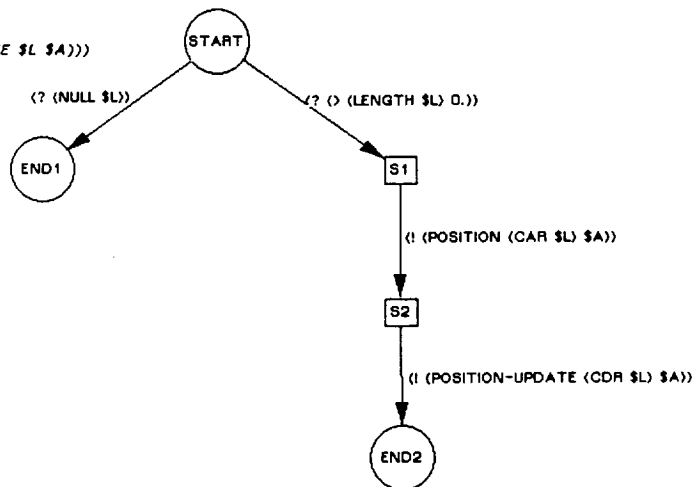 START
E $L $A)))
(? (NULL $L))
(? () (LENGTH $L) 0.))
END1
S1
(! (POSITION (CAR $L) $A))
S2
(! (POSITION-UPDATE (CDR $L) $A))
END2